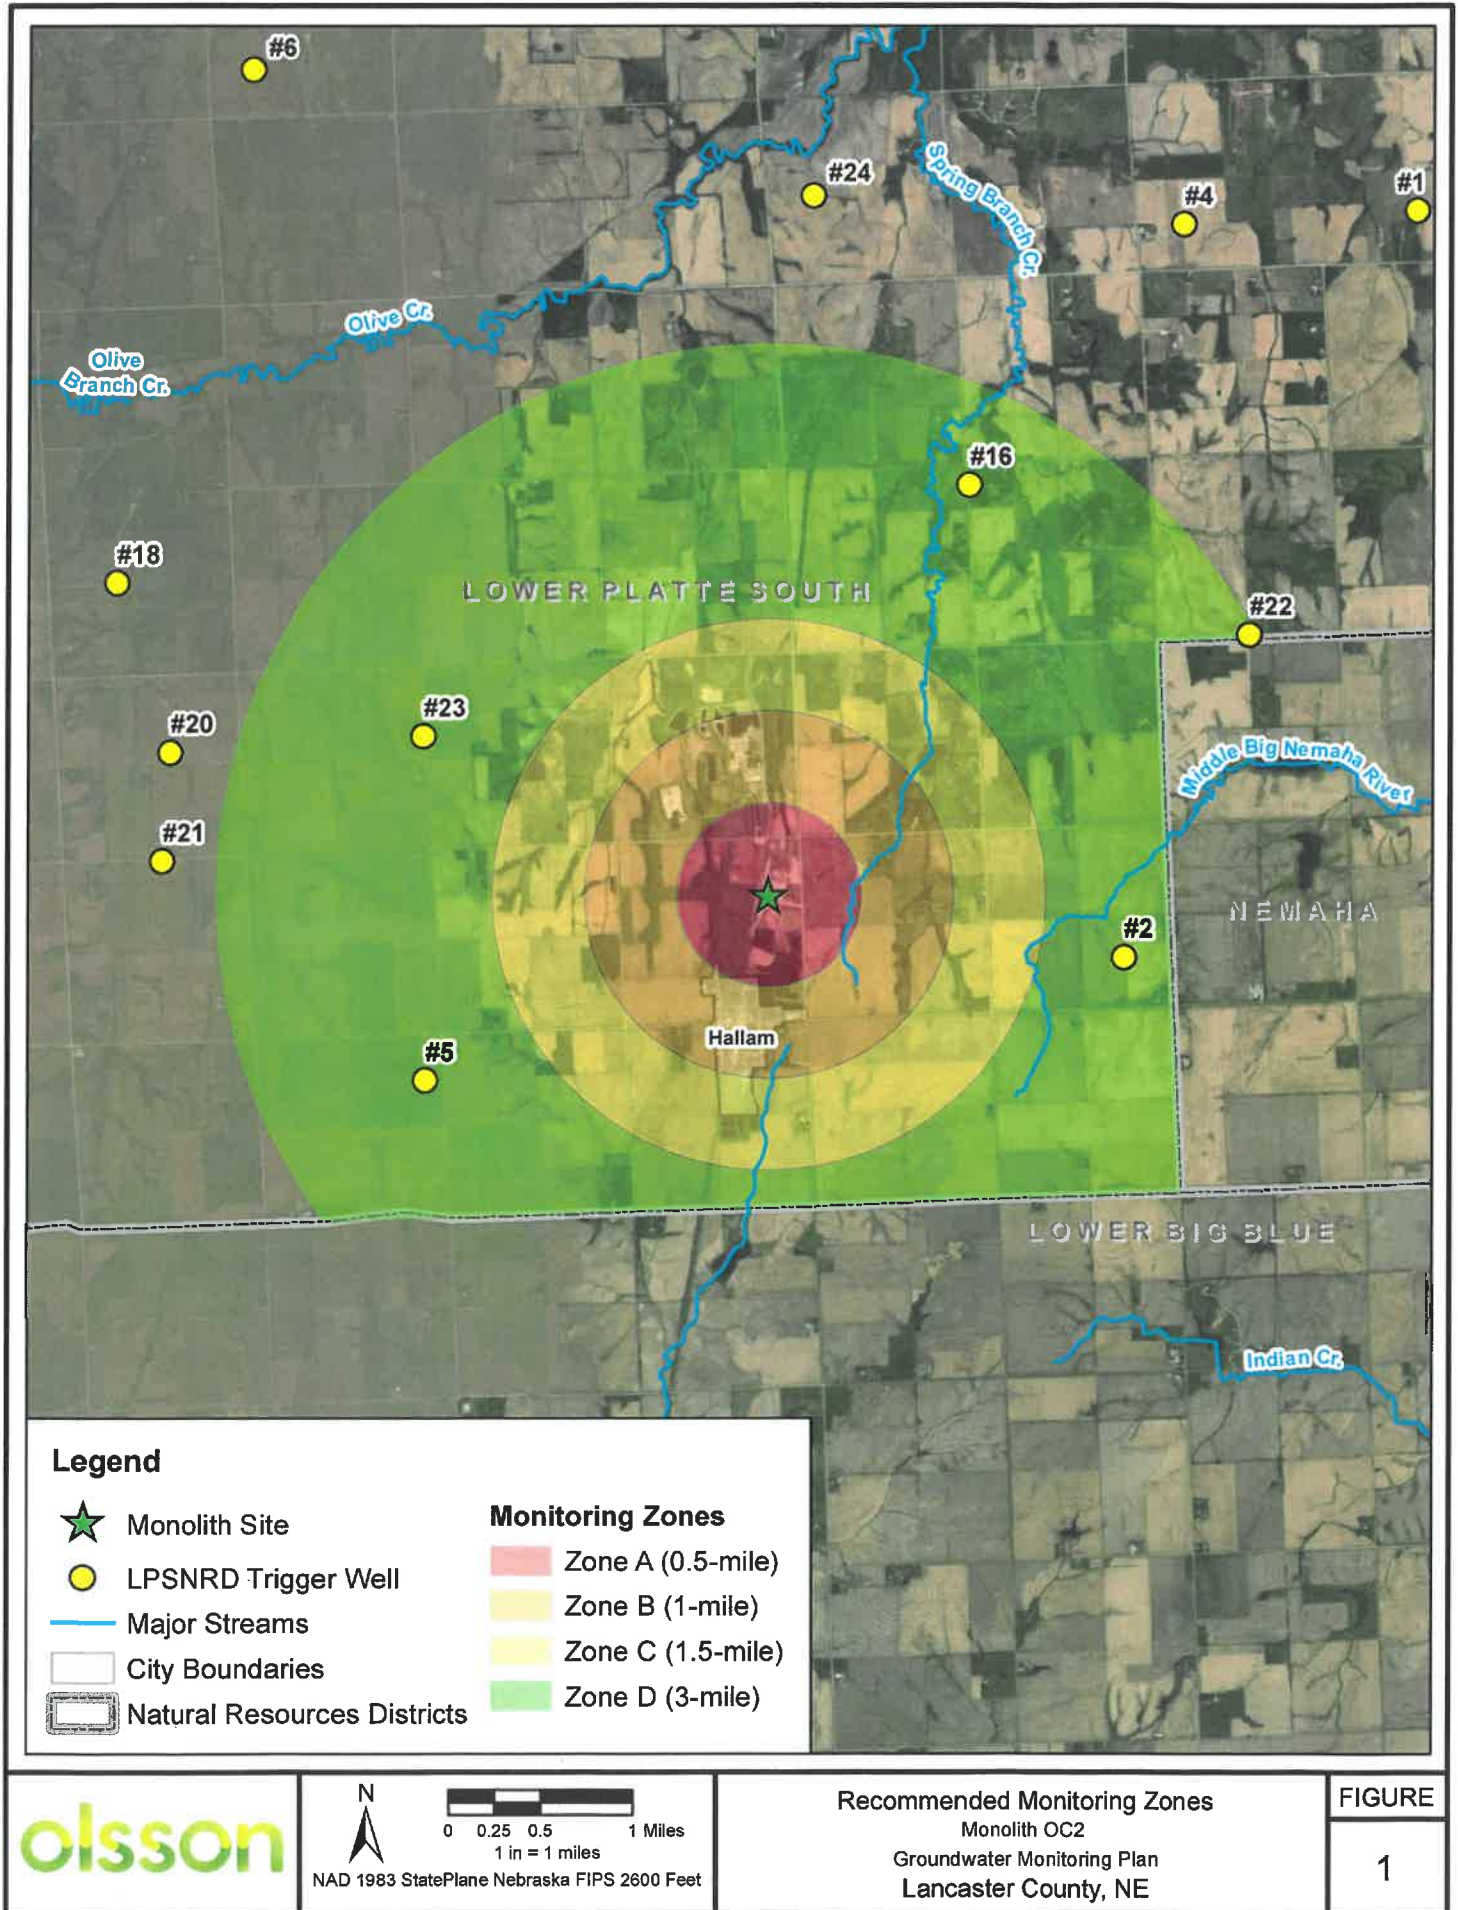 #6
#24
Spring Branch Cr.
#4
#1
Olive Cr.
Olive
Branch Cr.
#16
#18
LOWER PLATTE SOUTH
#22
#23
#20
Middle Big Nemaha River
#21
NEMAHA
#2
Hallam
#5
LOWER BIG BLUE
Indian Cr.
Legend
Monolith Site
LPSNRD Trigger Well
Major Streams
City Boundaries
Natural Resources Districts
Monitoring Zones
Zone A (0.5-mile)
Zone B (1-mile)
Zone C (1.5-mile)
Zone D (3-mile)
olsson
N
0 0.25 0.5 1 Miles
1 in = 1 miles
NAD 1983 StatePlane Nebraska FIPS 2600 Feet
Recommended Monitoring Zones
Monolith OC2
Groundwater Monitoring Plan
Lancaster County, NE
FIGURE
1